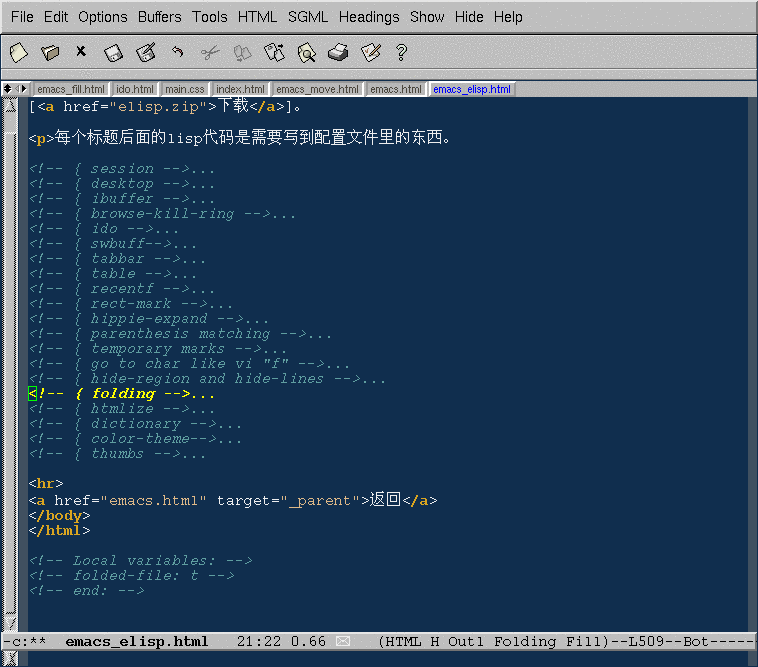 File Edit Options Buffers Tools HTML SGML Headings Show Hide Help
emacs_fill.html ido.html main.css index.html emacs_move.html emacs.html emacs_elisp.html
[<a href="elisp.zip">下载</a>]。
<p>每个标题后面的lisp代码是需要写到配置文件里的东西。
<!-- { session -->...
<!-- { desktop -->...
<!-- { ibuffer -->...
<!-- { browse-kill-ring -->...
<!-- { ido -->...
<!-- { swbuff-->...
<!-- { tabbar -->...
<!-- { table -->...
<!-- { recentf -->...
<!-- { rect-mark -->...
<!-- { hippie-expand -->...
<!-- { parenthesis matching -->...
<!-- { temporary marks -->...
<!-- { go to char like vi "f" -->...
<!-- { hide-region and hide-lines -->...
<!-- { folding -->...
<!-- { htmlize -->...
<!-- { dictionary -->...
<!-- { color-theme-->...
<!-- { thumbs -->...
<hr>
<a href="emacs.html" target="_parent">返回</a>
</body>
</html>
<!-- Local variables: -->
<!-- folded-file: t -->
<!-- end: -->
-c:** emacs_elisp.html 21:22 0.66 (HTML H Outl Folding Fill)--L509--Bot-----